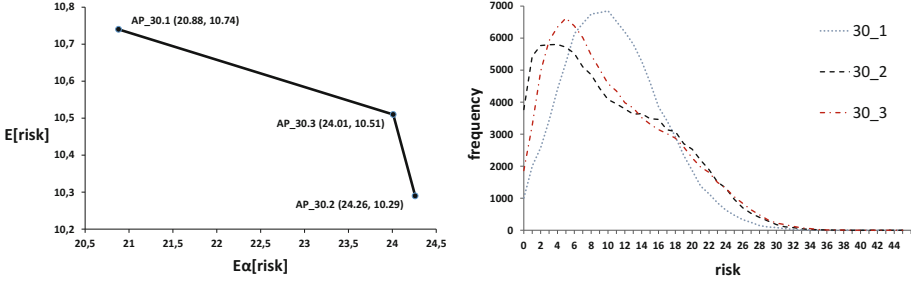 10,8
10,7
10,6
10,5
10,4
10,3
10,2
E[risk]
AP_30.1 (20.88, 10.74)
AP_30.3 (24.01, 10.51)
AP_30.2 (24.26, 10.29)
20,5 21 21,5 22 22,5 23 23,5 24 24,5
Eα[risk]
7000
6000
5000
4000
3000
2000
1000
0
frequency
30_1
30_2
30_3
0 2 4 6 8 10 12 14 16 18 20 22 24 26 28 30 32 34 36 38 40 42 44
risk